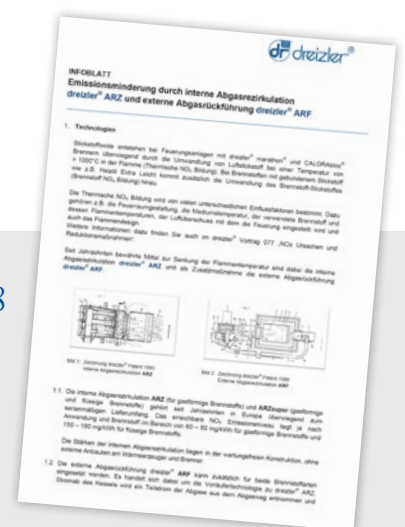 dreizler®
INFOBLATT
Emissionsminderung durch interne Abgasrezirkulation
dreizler® ARZ und externe Abgasrückführung dreizler® ARF
1. Technologien
Stickstoffoxide entstehen bei Feuerungsanlagen mit dreizler® marathon® und CALORAblox®
Brennern überwiegend durch die Umwandlung von Luftstickstoff bei einer Temperatur von
> 1000°C in der Flamme (Thermische NOx Bildung). Bei Brennstoffen mit gebundenem Stickstoff
wie z.B. Heizöl Extra Leicht kommt zusätzlich die Umwandlung des Brennstoff-Stickstoffes
(Brennstoff NOx Bildung) hinzu.
Die Thermische NOx Bildung wird von vielen unterschiedlichen Einflussfaktoren bestimmt. Dazu
gehören z.B. die Feuerraumgestaltung, die Mediumstemperatur, der verwendete Brennstoff und
dessen Flammentemperaturen, der Luftüberschuss mit dem die Feuerung eingestellt wird und
auch das Flammendesign.
Weitere Informationen dazu finden Sie auch im dreizler® Vortrag 077 „NOx Ursachen und
Reduktionsmaßnahmen".
Seit Jahrzehnten bewährte Mittel zur Senkung der Flammentemperatur sind dabei die interne
Abgasrezirkulation dreizler® ARZ und als Zusatzmaßnahme die externe Abgasrückführung
dreizler® ARF.
Bild 1: Zeichnung dreizler® Patent
Interne Abgasrezirkulation ARZ
Bild 2: Zeichnung dreizler® Patent
Externe Abgasrückführung ARF
1.1. Die interne Abgasrezirkulation ARZ (für gasförmige Brennstoffe) und ARZsuper (gasförmige
und flüssige Brennstoffe) gehört seit Jahrzehnten in Europa überwiegend zum
serienmäßigen Lieferumfang. Das erreichbare NOx Emissionsniveau liegt je nach
Anwendung und Brennstoff im Bereich von 60 – 80 mg/kWh für gasförmige Brennstoffe und
150 – 180 mg/kWh für flüssige Brennstoffe.
Die Stärken der internen Abgasrezirkulation liegen in der wartungsfreien Konstruktion, ohne
externe Anbauten am Wärmeerzeuger und Brenner.
1.2. Die externe Abgasrückführung dreizler® ARF kann zusätzlich für beide Brennstoffarten
eingesetzt werden. Es handelt sich dabei um die Vorläufertechnologie zu dreizler® ARZ.
Stromab des Kessels wird ein Teilstrom der Abgase aus dem Abgasweg entnommen und
8